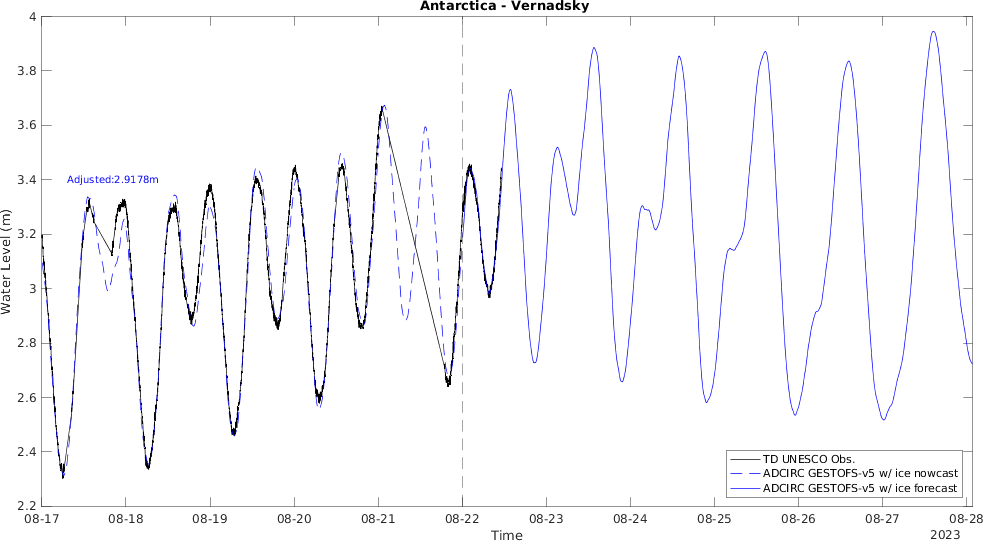 Antarctica - Vernadsky
4
3.8
3.6
3.4
3.2
3
2.8
2.6
2.4
2.2
Water Level (m)
Adjusted:2.9178m
TD UNESCO Obs.
ADCIRC GESTOFS-v5 w/ ice nowcast
ADCIRC GESTOFS-v5 w/ ice forecast
08-17 08-18 08-19 08-20 08-21 08-22 08-23 08-24 08-25 08-26 08-27 08-28
Time
2023